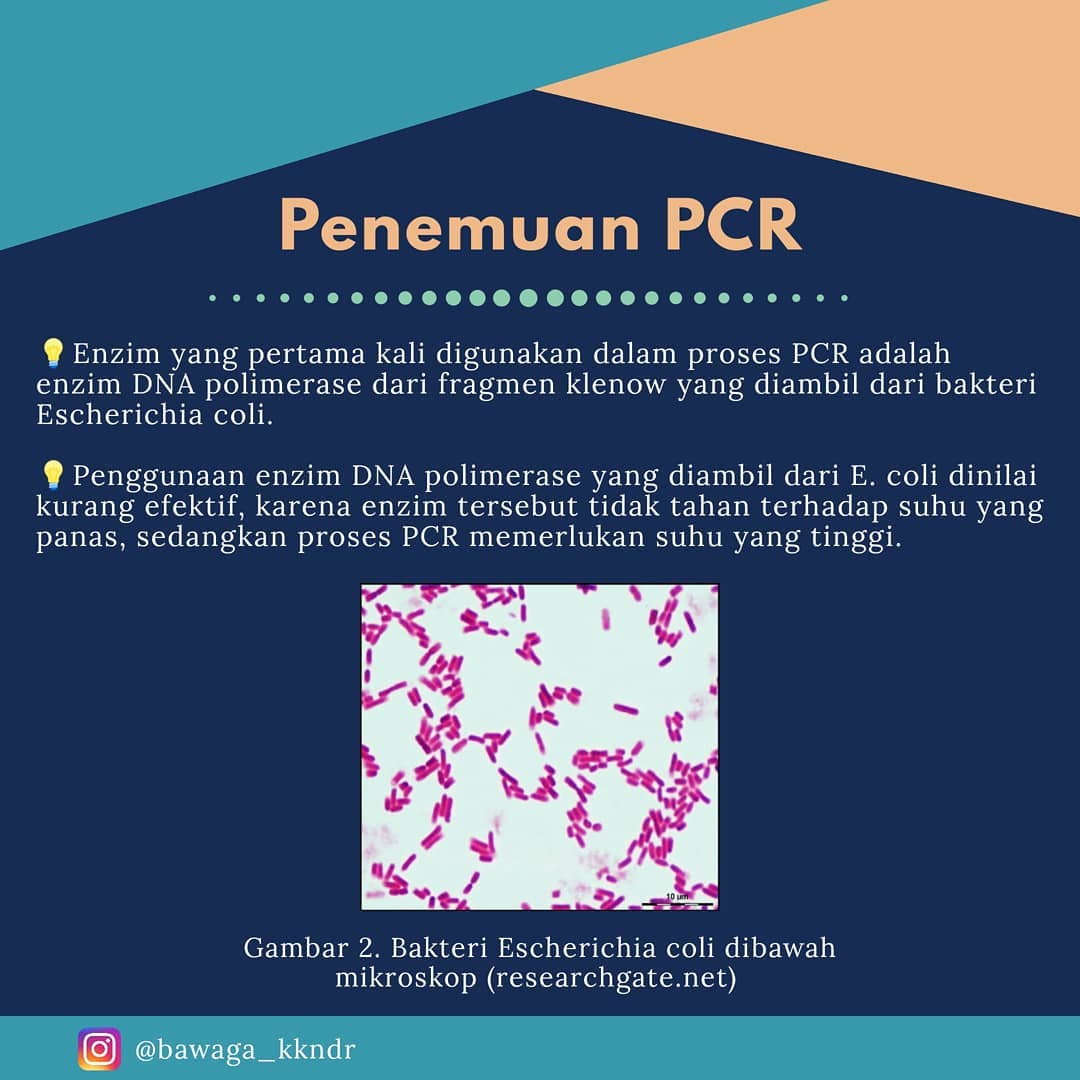 Penemuan PCR
💡Enzim yang pertama kali digunakan dalam proses PCR adalah
enzim DNA polimerase dari fragmen klenow yang diambil dari bakteri
Escherichia coli.
💡Penggunaan enzim DNA polimerase yang diambil dari E. coli dinilai
kurang efektif, karena enzim tersebut tidak tahan terhadap suhu yang
panas, sedangkan proses PCR memerlukan suhu yang tinggi.
10 um
Gambar 2. Bakteri Escherichia coli dibawah
mikroskop (researchgate.net)
@bawaga_kkndr